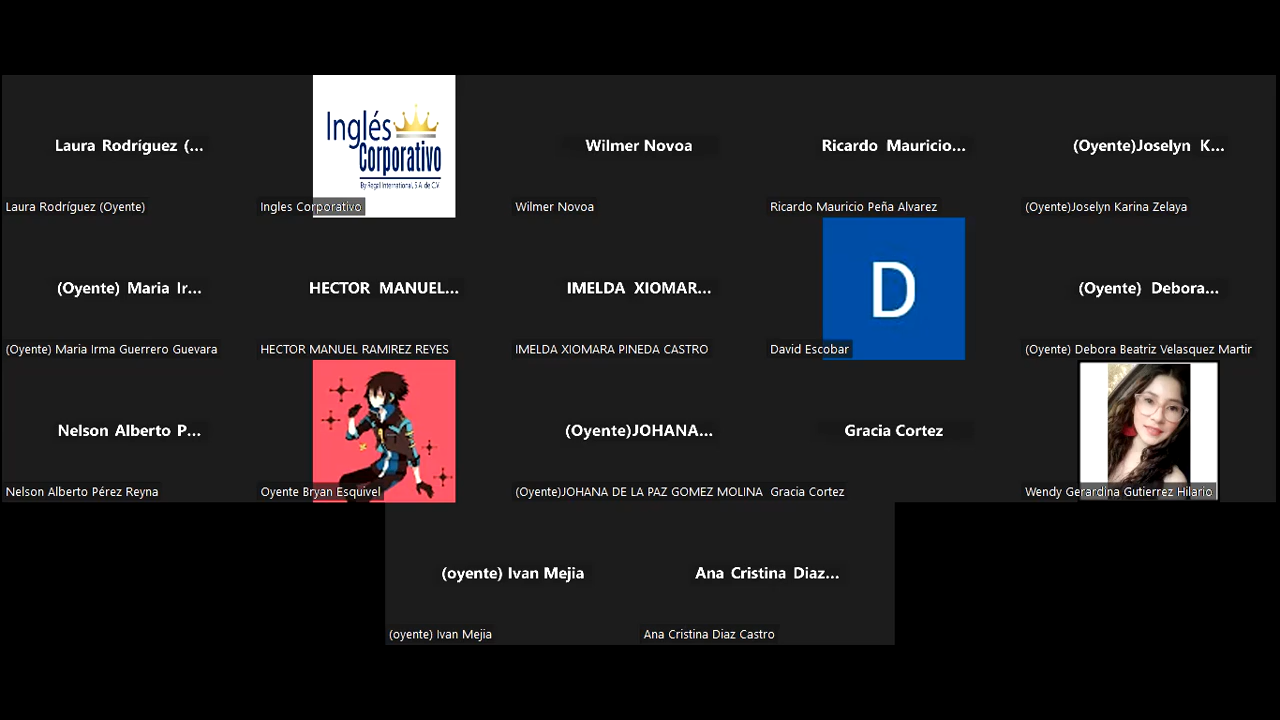 Laura Rodríguez (...
Inglés
Corporativo
By Regal International, S.A. de C.V.
Wilmer Novoa
Ricardo Mauricio...
(Oyente)Joselyn K...
Laura Rodríguez (Oyente)
Ingles Corporativo
Wilmer Novoa
Ricardo Mauricio Peña Alvarez
(Oyente)Joselyn Karina Zelaya
(Oyente) Maria Ir...
HECTOR MANUEL...
IMELDA XIOMAR...
D
(Oyente) Debora...
(Oyente) Maria Irma Guerrero Guevara
HECTOR MANUEL RAMIREZ REYES
IMELDA XIOMARA PINEDA CASTRO
David Escobar
(Oyente) Debora Beatriz Velasquez Martir
Nelson Alberto P...
(Oyente)JOHANA...
Gracia Cortez
Nelson Alberto Pérez Reyna
Oyente Bryan Esquivel
(Oyente)JOHANA DE LA PAZ GOMEZ MOLINA
Gracia Cortez
Wendy Gerardina Gutierrez Hilario
(oyente) Ivan Mejia
Ana Cristina Diaz...
(oyente) Ivan Mejia
Ana Cristina Diaz Castro